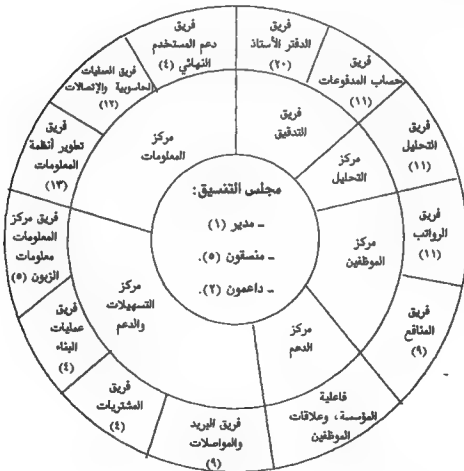 فريق
الدفتر الأستاذ
(٢٠)
فريق
حساب المدفوعات
(١١)
فريق
التحليل
(١١)
فريق
الرواتب
(١١)
فريق
المنافع
(٩)
فاعلية
المؤسسة، وعلاقات
الموظفين
فريق البريد
والمواصلات
(٩)
فريق
المشتريات
(٤)
فريق
عمليات
البناء
(٤)
فريق مركز
المعلومات
معلومات
الزبون
(٥)
فريق
تطوير أنظمة
المعلومات
(١٣)
فريق العمليات
الحاسوبية والإتصالات
(١٢)
فريق
دعم المستخدم
النهائي (٤)
فريق
التدقيق
مركز
التحليل
مركز
الموظفين
مركز
الدعم
مركز
التسهيلات
والدعم
مركز
المعلومات
مجلس التنسيق:
- مدير (١)
- منسقون (٥).
- داعمون (٢).